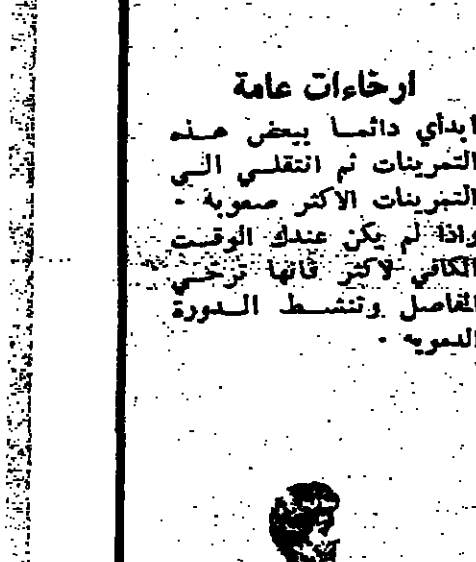 ارخاءات عامة
ابدأي دائما ببعض هذه
التمرينات ثم انتقلي الى
التمرينات الاكثر صعوبة .
واذا لم يكن عندك الوقت
الكافي لاكثر فانها ترخي
المفاصل وتنشط الدورة
الدمويه .